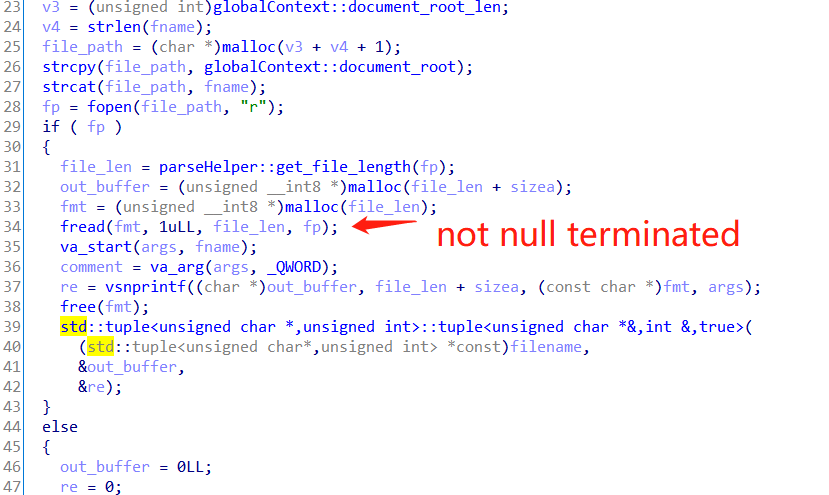 23 v3 = (unsigned int)globalContext::document_root_len;
24 v4 = strlen(fname);
25 file_path = (char *)malloc(v3 + v4 + 1);
26 strcpy(file_path, globalContext::document_root);
27 strcat(file_path, fname);
28 fp = fopen(file_path, "r");
29 if ( fp )
30 {
31 file_len = parseHelper::get_file_length(fp);
32 out_buffer = (unsigned __int8 *)malloc(file_len + sizea);
33 fmt = (unsigned __int8 *)malloc(file_len);
34 fread(fmt, 1uLL, file_len, fp);
not null terminated
35 va_start(args, fname);
36 comment = va_arg(args, _QWORD);
37 re = vsnprintf((char *)out_buffer, file_len + sizea, (const char *)fmt, args);
38 free(fmt);
39 std::tuple<unsigned char *,unsigned int>::tuple<unsigned char *&,int &,true>(
40 (std::tuple<unsigned char*,unsigned int> *const)filename,
41 &out_buffer,
42 &re);
43 }
44 else
45 {
46 out_buffer = 0LL;
47 re = 0;